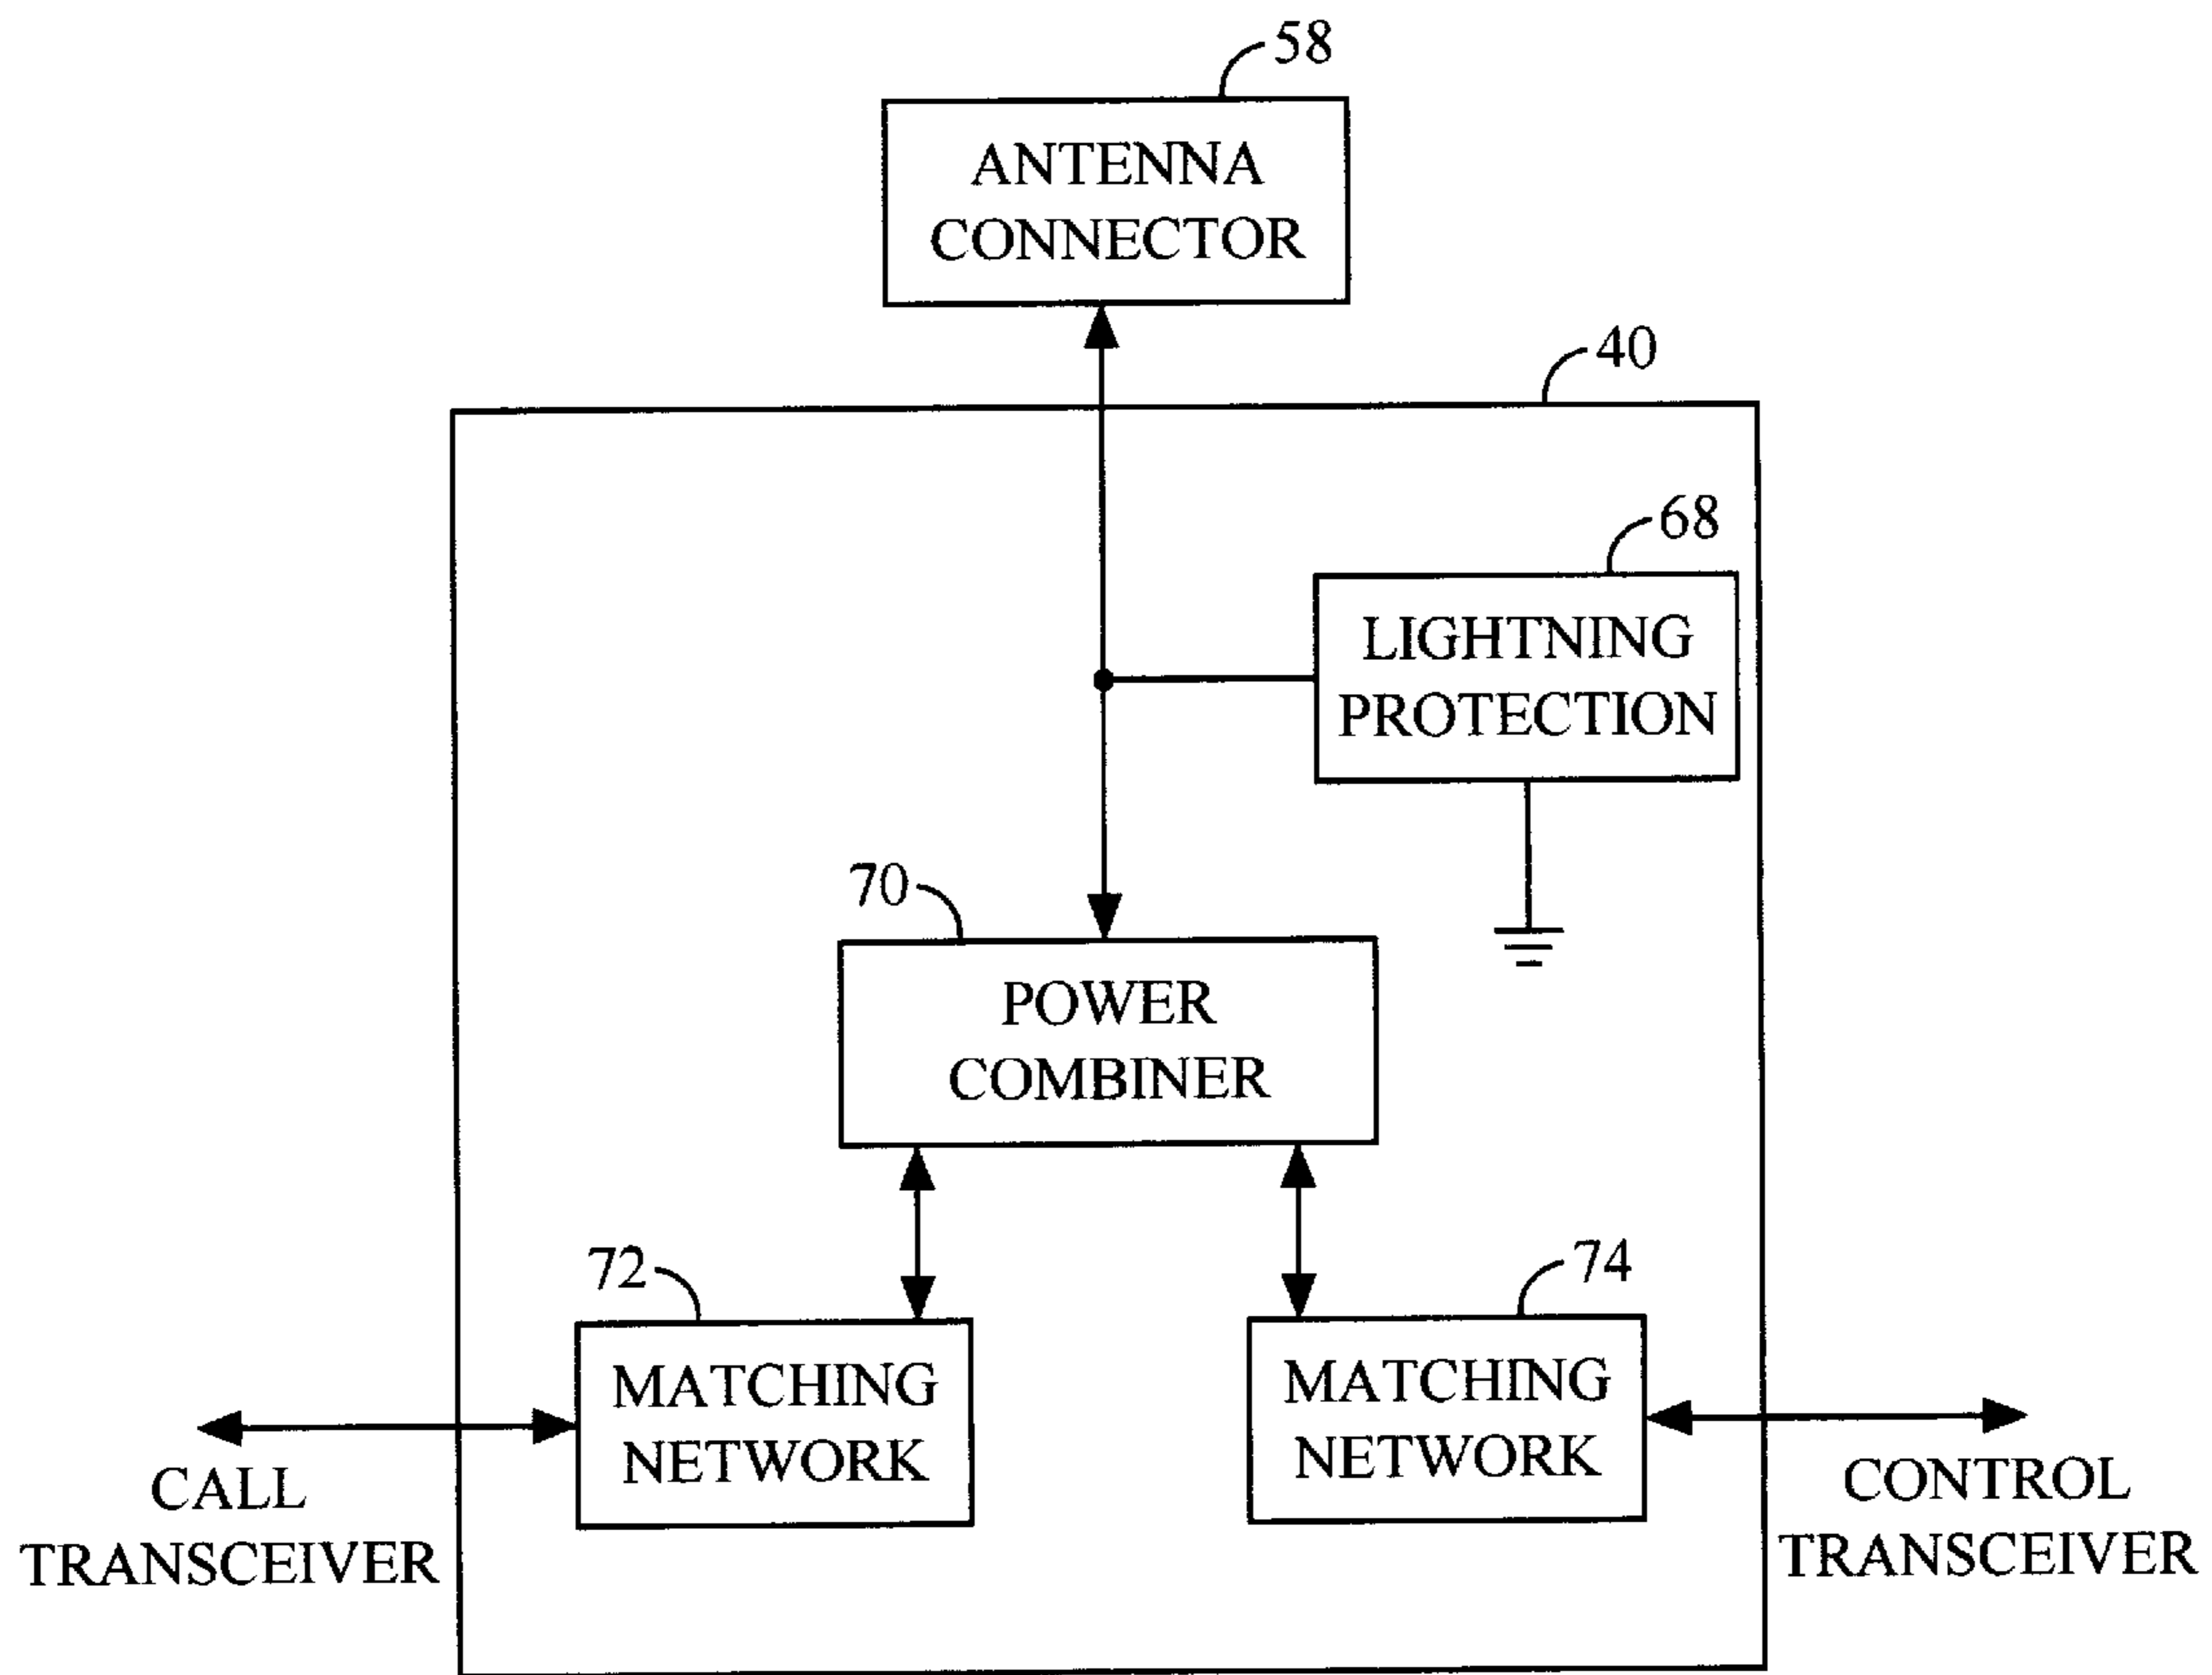 58
ANTENNA
CONNECTOR
40
68
LIGHTNING
PROTECTION
70
POWER
COMBINER
72
74
MATCHING
NETWORK
MATCHING
NETWORK
CALL
TRANSCEIVER
CONTROL
TRANSCEIVER